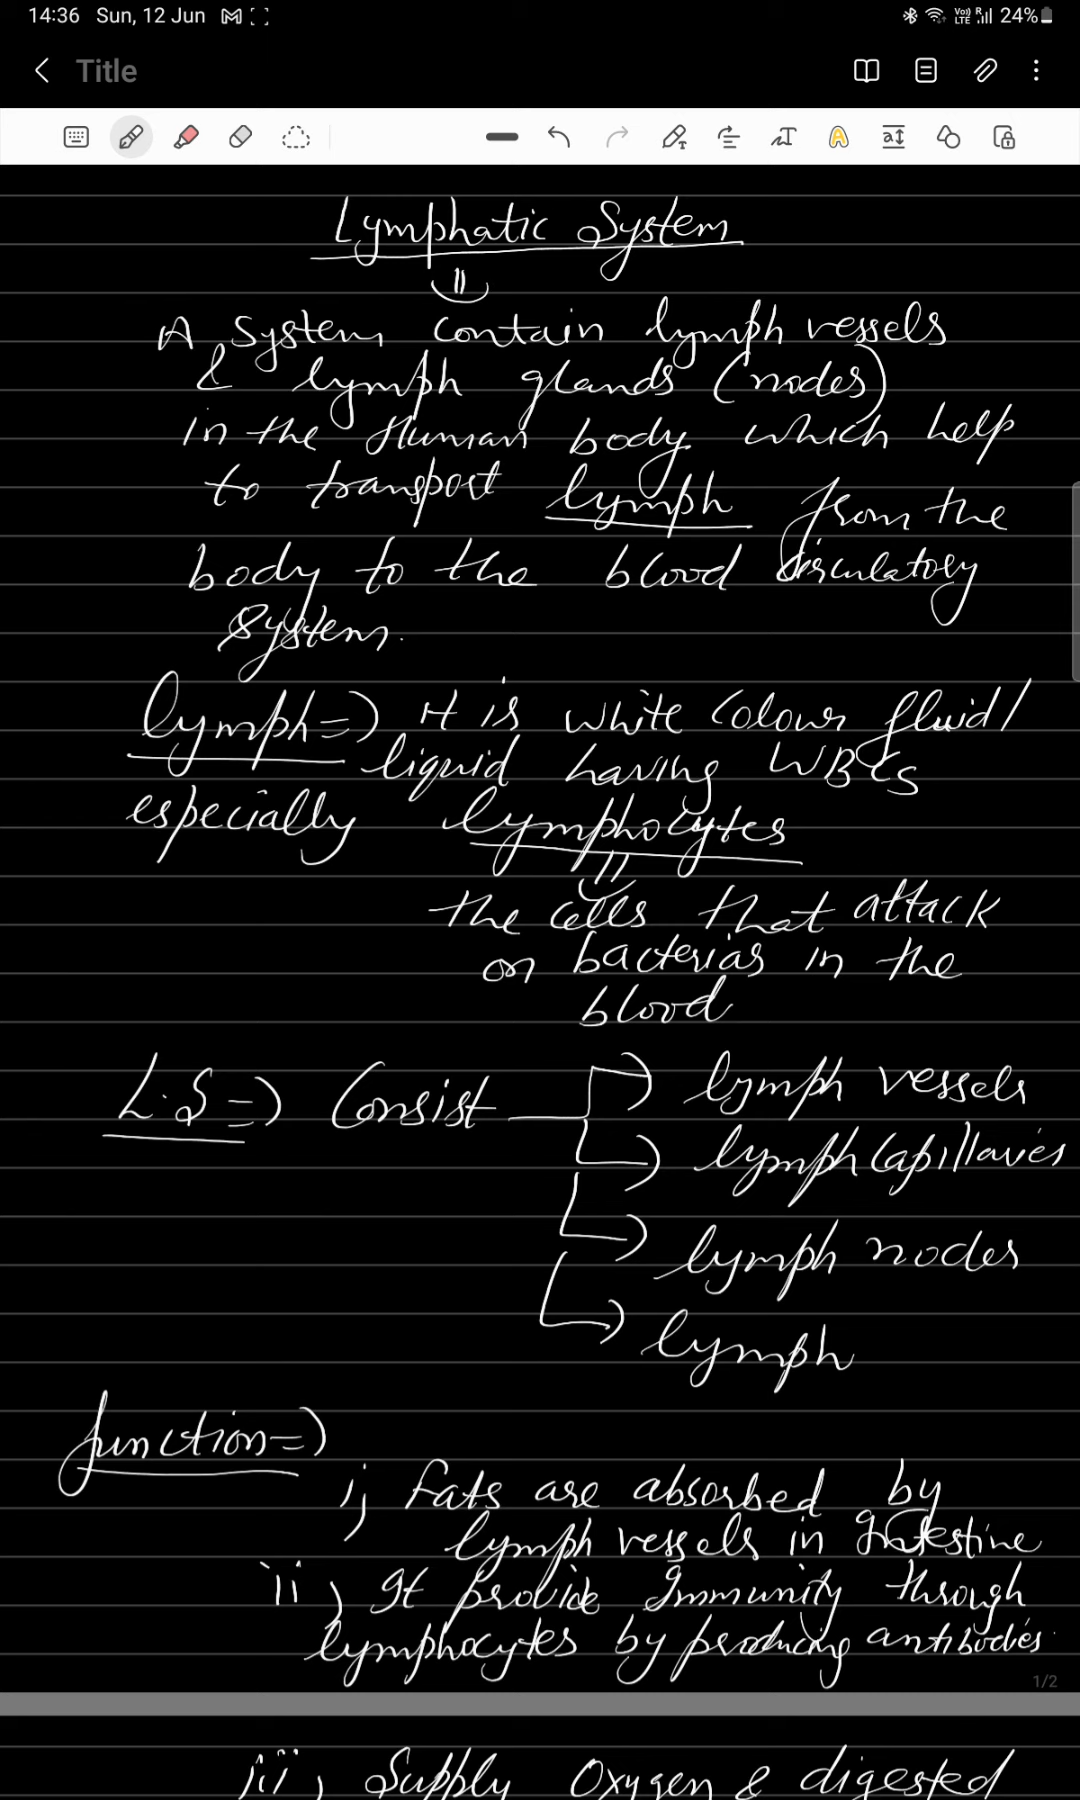 14:36 Sun, 12 Jun 24%
Title
Lymphatic System
A System contain lymph vessels
& lymph glands (nodes)
in the Human body which help
to transport lymph from the
body to the blood circulatory
system.
lymph => It is white colour fluid/
liquid having WBCs
especially lymphocytes
the cells that attack
on bacterias in the
blood
L.S => Consist → lymph vessels
→ lymph capillaries
→ lymph nodes
→ lymph
function =>
i, Fats are absorbed by
lymph vessels in Intestine
ii, It provide Immunity through
lymphocytes by producing antibodies.
1/2
iii, Supply Oxygen & digested